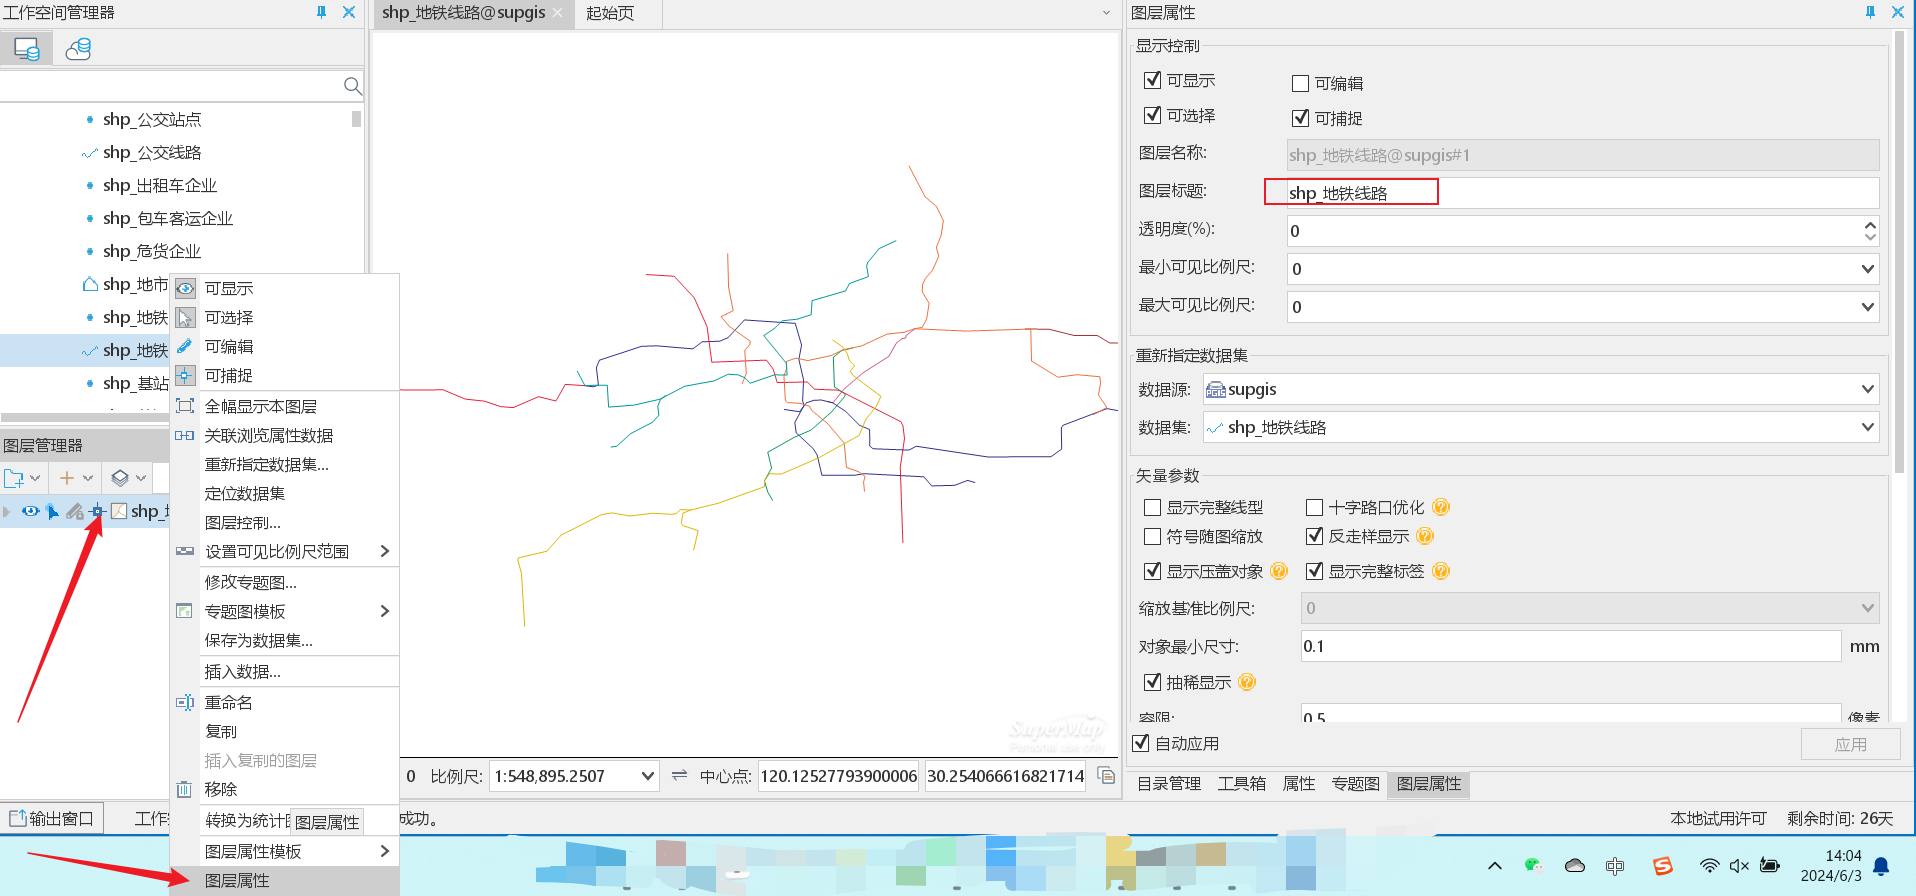 工作空间管理器
shp_公交站点
shp_公交线路
shp_出租车企业
shp_包车客运企业
shp_危货企业
shp_地市
shp_地铁
shp_地铁
shp_基站
图层管理器
shp_
可显示
可选择
可编辑
可捕捉
全幅显示本图层
关联浏览属性数据
重新指定数据集...
定位数据集
图层控制...
设置可见比例尺范围
修改专题图...
专题图模板
保存为数据集...
插入数据...
重命名
复制
插入复制的图层
移除
转换为统计
图层属性
图层属性模板
图层属性
输出窗口
工作
成功。
shp_地铁线路@supgis
起始页
SuperMap
Personal use only
0 比例尺: 1:548,895.2507 中心点: 120.12527793900006 30.254066616821714
图层属性
显示控制
可显示
可编辑
可选择
可捕捉
图层名称: shp_地铁线路@supgis#1
图层标题: shp_地铁线路
透明度(%): 0
最小可见比例尺: 0
最大可见比例尺: 0
重新指定数据集
数据源: supgis
数据集: shp_地铁线路
矢量参数
显示完整线型
十字路口优化
符号随图缩放
反走样显示
显示压盖对象
显示完整标签
缩放基准比例尺: 0
对象最小尺寸: 0.1 mm
抽稀显示
容限: 0.5 像素
自动应用
应用
目录管理 工具箱 属性 专题图 图层属性
本地试用许可 剩余时间: 26天
14:04
2024/6/3